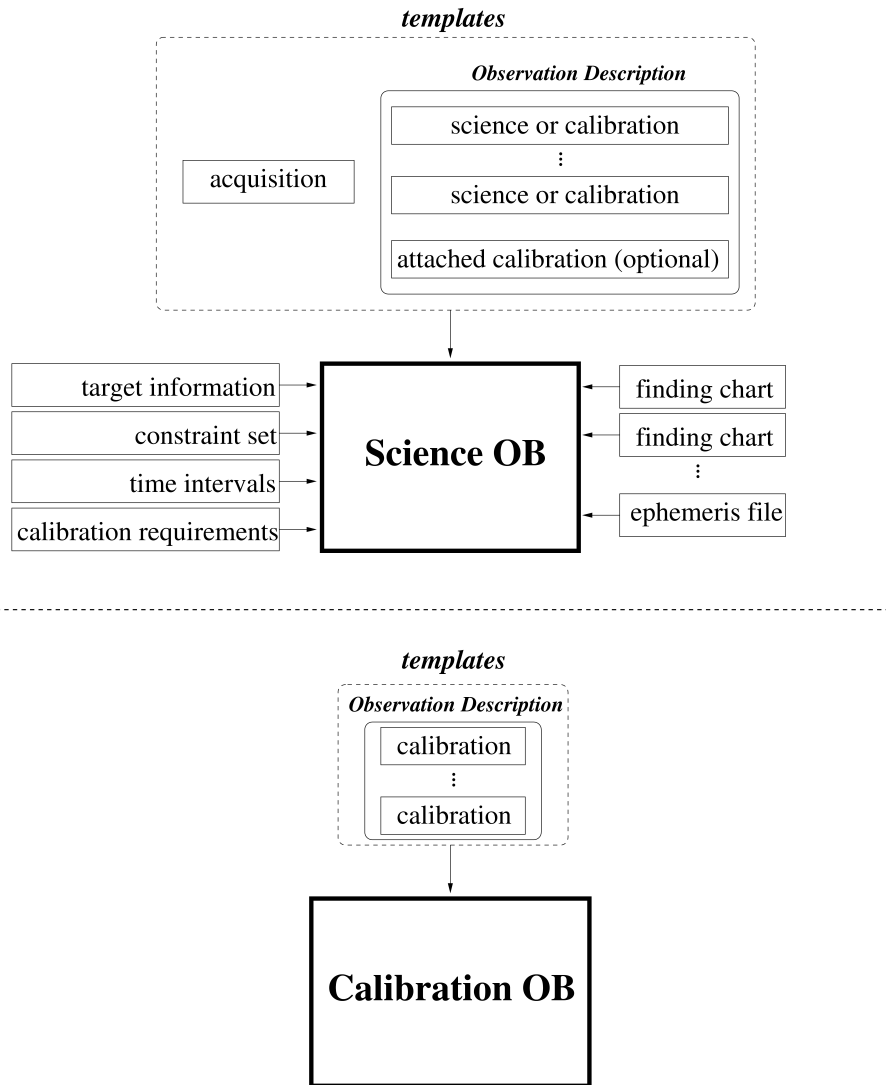 templates
Observation Description
science or calibration
acquisition
science or calibration
attached calibration (optional)
target information
constraint set
time intervals
calibration requirements
Science OB
finding chart
finding chart
ephemeris file
templates
Observation Description
calibration
calibration
Calibration OB